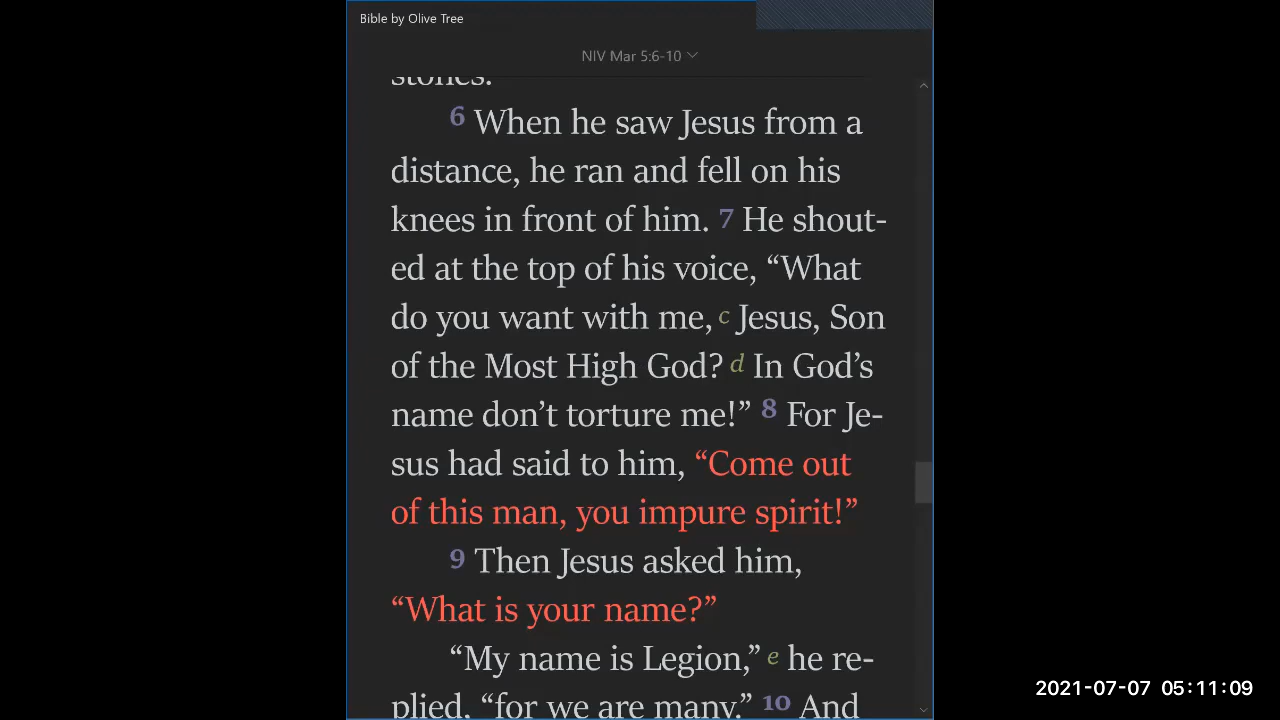 Bible by Olive Tree
NIV Mar 5:6-10
stones.
6 When he saw Jesus from a
distance, he ran and fell on his
knees in front of him. 7 He shout-
ed at the top of his voice, “What
do you want with me, c Jesus, Son
of the Most High God? d In God’s
name don’t torture me!” 8 For Je-
sus had said to him, “Come out
of this man, you impure spirit!”
9 Then Jesus asked him,
“What is your name?”
“My name is Legion,” e he re-
plied, “for we are many.” 10 And
2021-07-07 05:11:09